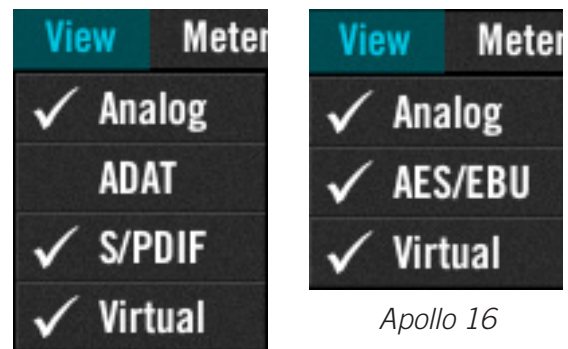 View Meter
✓ Analog
ADAT
✓ S/PDIF
✓ Virtual
View Meter
✓ Analog
✓ AES/EBU
✓ Virtual
Apollo 16